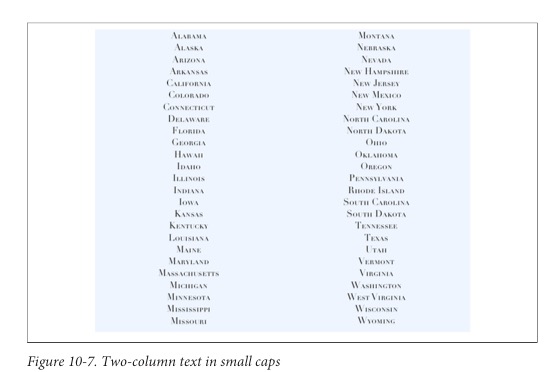 Alabama
Alaska
Arizona
Arkansas
California
Colorado
Connecticut
Delaware
Florida
Georgia
Hawaii
Idaho
Illinois
Indiana
Iowa
Kansas
Kentucky
Louisiana
Maine
Maryland
Massachusetts
Michigan
Minnesota
Mississippi
Missouri
Montana
Nebraska
Nevada
New Hampshire
New Jersey
New Mexico
New York
North Carolina
North Dakota
Ohio
Oklahoma
Oregon
Pennsylvania
Rhode Island
South Carolina
South Dakota
Tennessee
Texas
Utah
Vermont
Virginia
Washington
West Virginia
Wisconsin
Wyoming
Figure 10-7. Two-column text in small caps